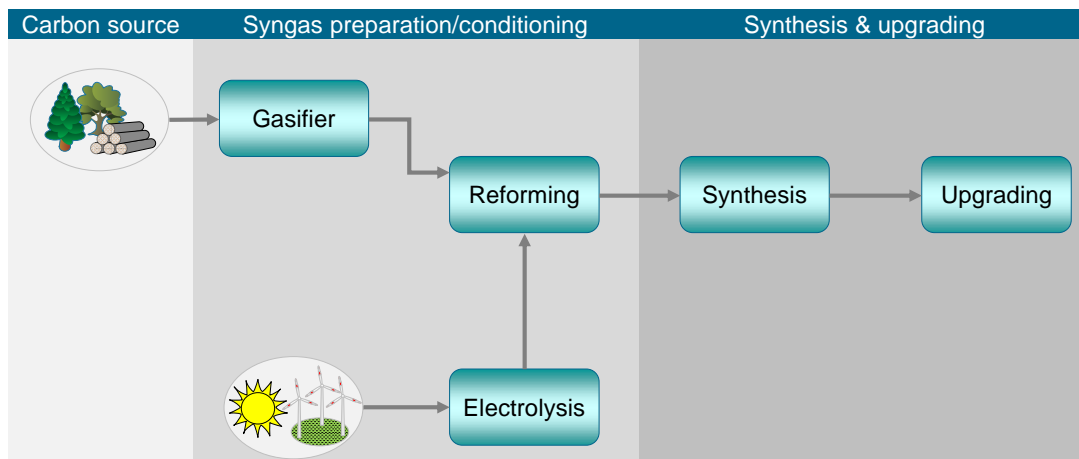 Carbon source
Syngas preparation/conditioning
Synthesis & upgrading
Gasifier
Reforming
Synthesis
Upgrading
Electrolysis